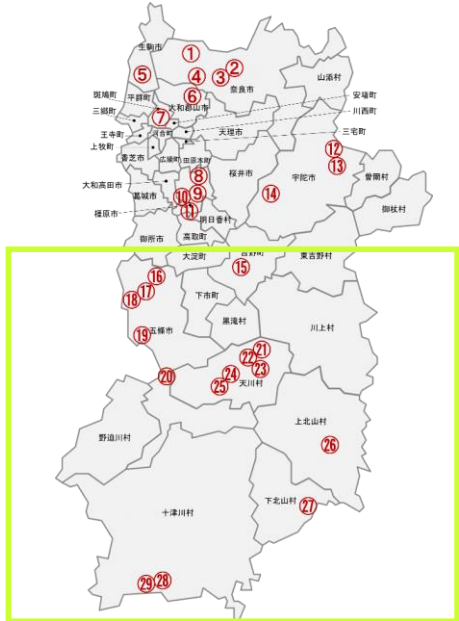 生駒市
①
②
③
④
⑤
奈良市
山添村
斑鳩町
平群町
⑥
大和郡山市
安堵町
三郷町
⑦
川西町
河合町
天理市
三宅町
王寺町
上牧町
香芝市
広陵町
田原本町
⑫
⑬
桜井市
宇陀市
曽爾村
大和高田市
⑧
葛城市
⑩
⑨
⑭
御杖村
橿原市
⑪
明日香村
御所市
高取町
大淀町
吉野町
東吉野村
⑮
⑯
⑰
⑱
下市町
川上村
黒滝村
⑲
五條市
㉑
㉒
㉓
⑳
㉔
㉕
天川村
上北山村
野迫川村
㉖
下北山村
㉗
十津川村
㉙
㉘